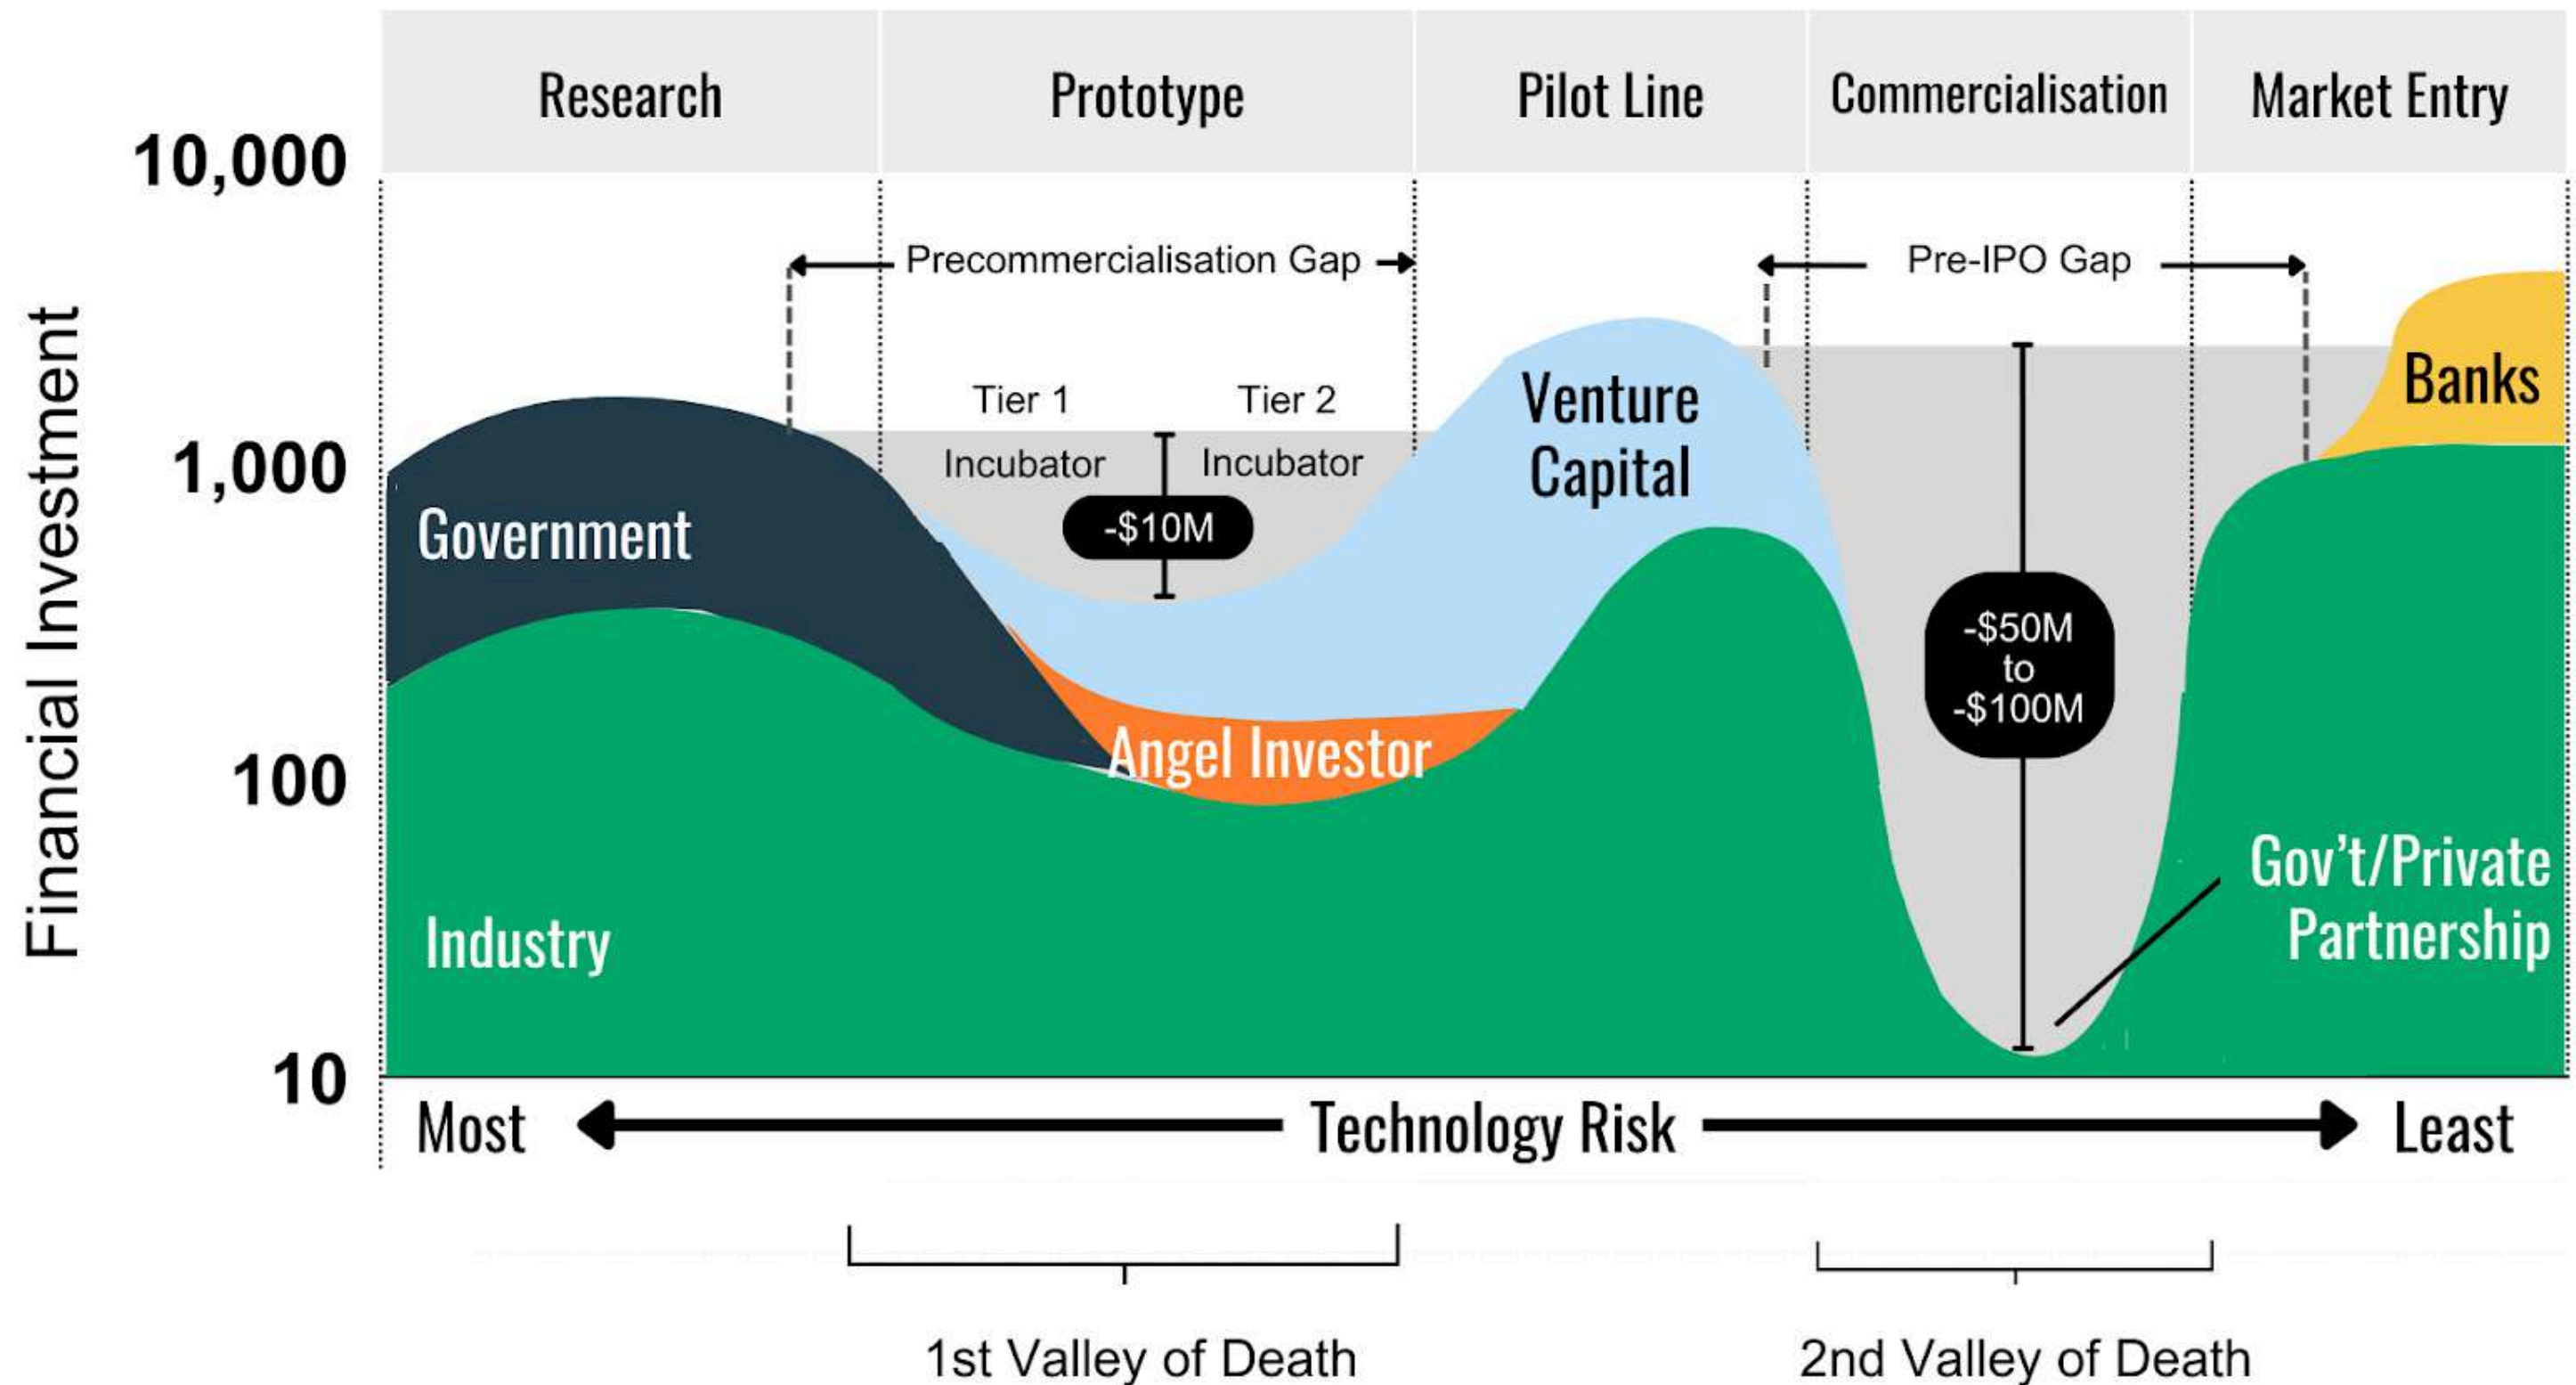 Research
Prototype
Pilot Line
Commercialisation
Market Entry
Financial Investment
10,000
1,000
100
10
Precommercialisation Gap
Pre-IPO Gap
Tier 1
Incubator
Tier 2
Incubator
-$10M
Government
Industry
Angel Investor
Venture
Capital
-$50M
to
-$100M
Banks
Gov't/Private
Partnership
Most
Technology Risk
Least
1st Valley of Death
2nd Valley of Death